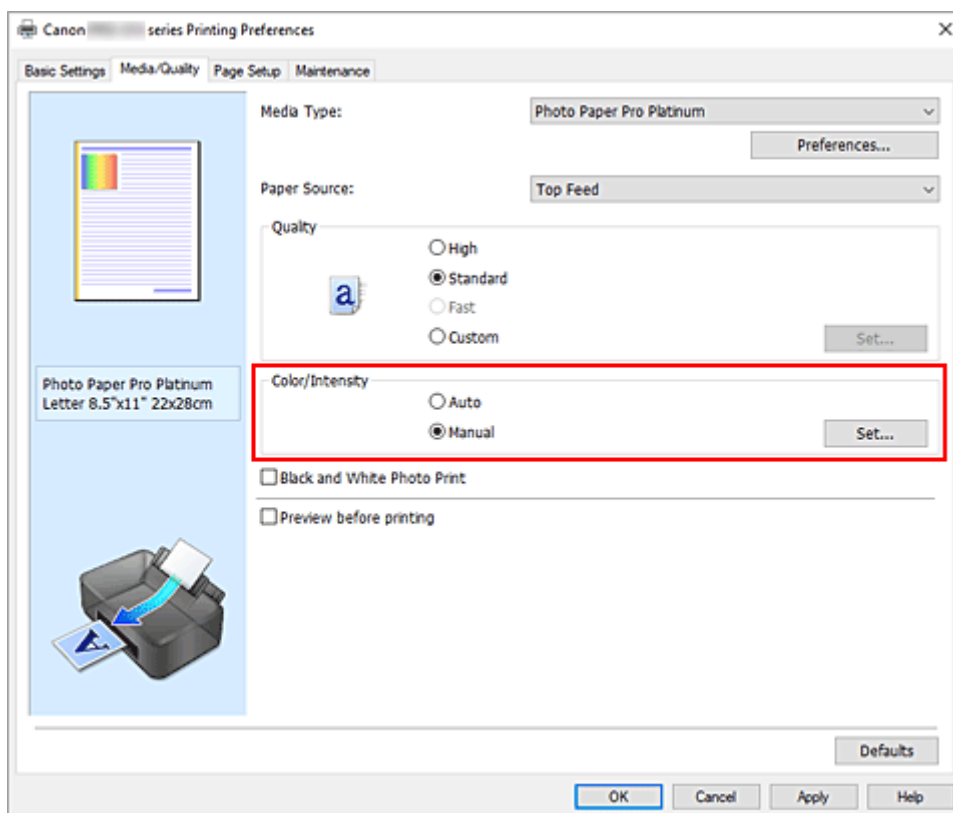 Canon series Printing Preferences
Basic Settings Media/Quality Page Setup Maintenance
Media Type: Photo Paper Pro Platinum
Preferences...
Paper Source: Top Feed
Quality
High
a Standard
Fast
Custom Set...
Photo Paper Pro Platinum
Letter 8.5"x11" 22x28cm
Color/Intensity
Auto
Manual Set...
Black and White Photo Print
Preview before printing
A
Defaults
OK Cancel Apply Help